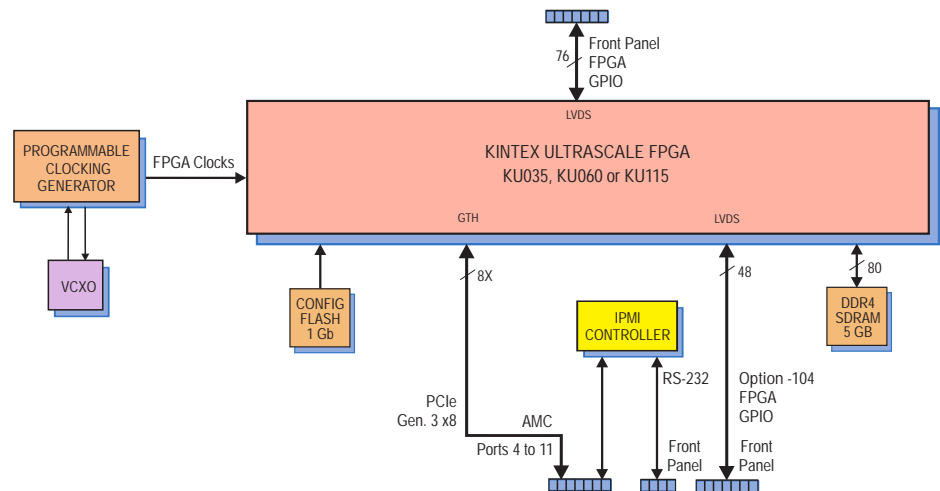 Front Panel
FPGA
GPIO
76
LVDS
KINTEX ULTRASCALE FPGA
KU035, KU060 or KU115
GTH
LVDS
PROGRAMMABLE
CLOCKING
GENERATOR
FPGA Clocks
VCXO
CONFIG
FLASH
1 Gb
8X
48
80
DDR4
SDRAM
5 GB
IPMI
CONTROLLER
RS-232
Option -104
FPGA
GPIO
PCIe
Gen. 3 x8
AMC
Ports 4 to 11
Front
Panel
Front
Panel